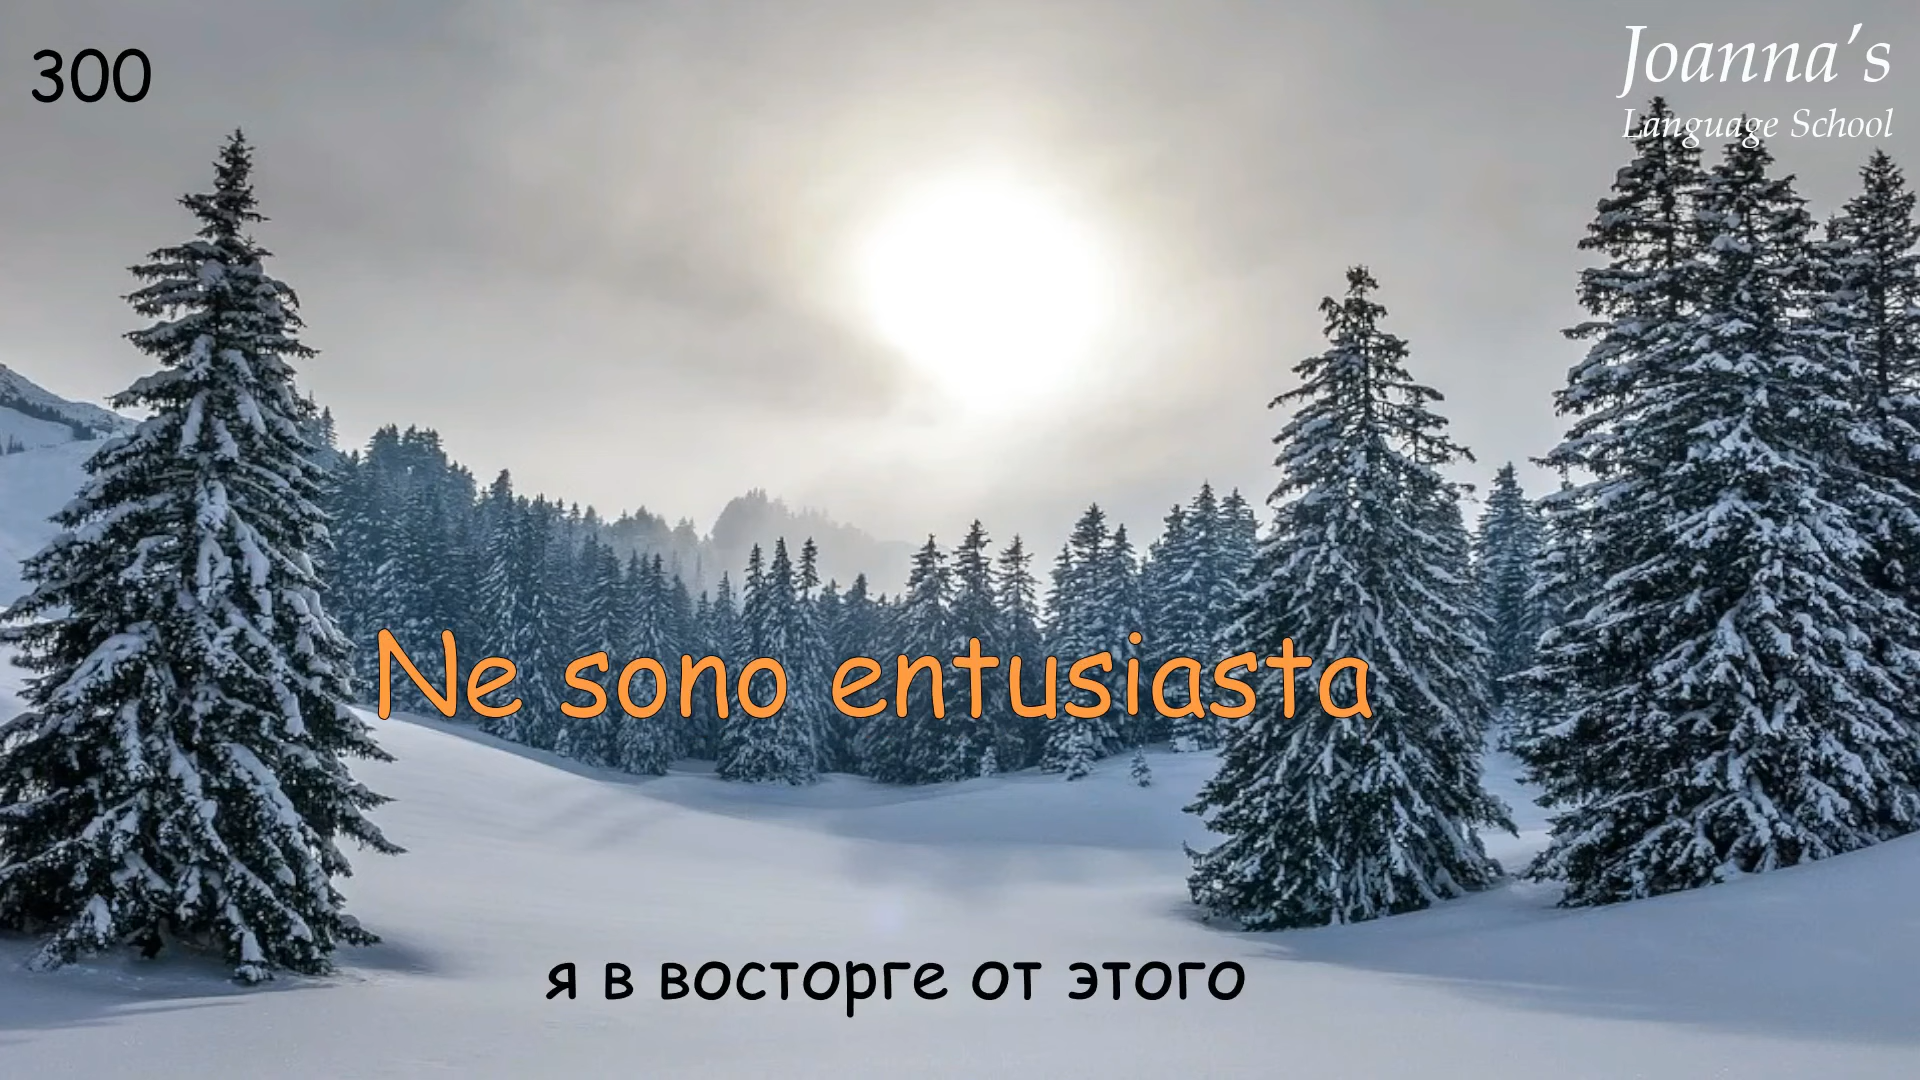 300
Joanna's
Language School
Ne sono entusiasta
я в восторге от этого